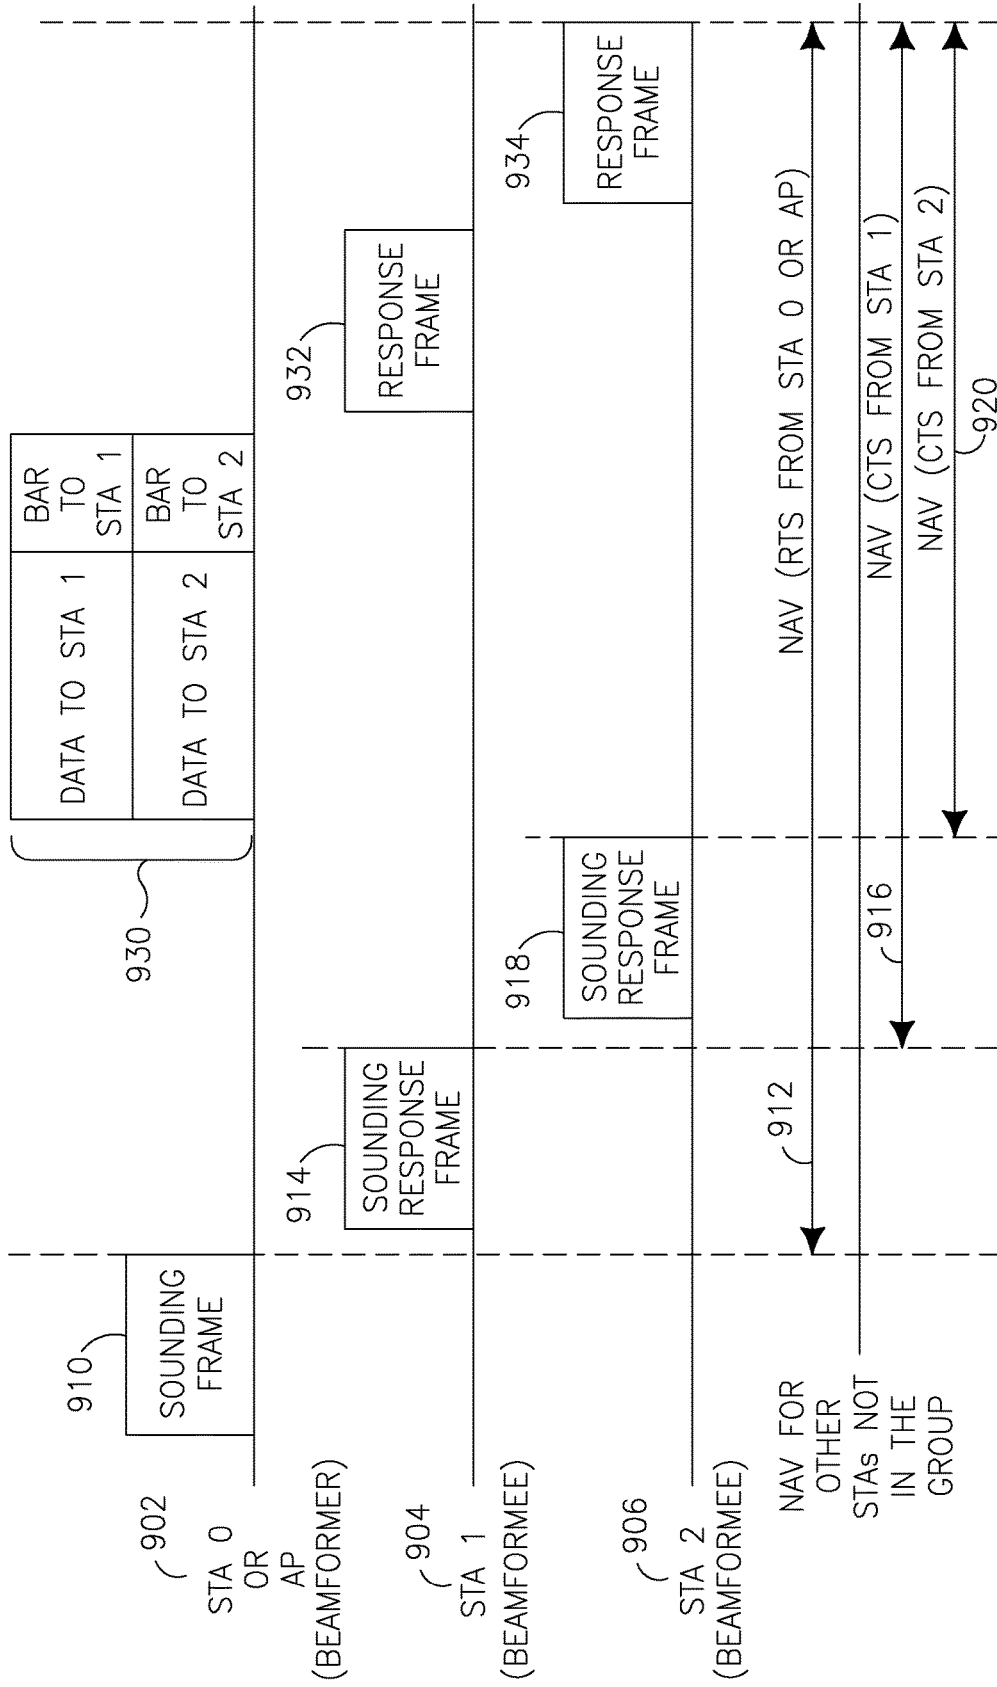 902
STA 0
OR
AP
(BEAMFORMER)
910
SOUNDING
FRAME
930
DATA TO STA 1
BAR
TO
STA 1
DATA TO STA 2
BAR
TO
STA 2
904
STA 1
(BEAMFORMEE)
914
SOUNDING
RESPONSE
FRAME
932
RESPONSE
FRAME
906
STA 2
(BEAMFORMEE)
918
SOUNDING
RESPONSE
FRAME
934
RESPONSE
FRAME
NAV FOR
OTHER
STAs NOT
IN THE
GROUP
912
NAV (RTS FROM STA 0 OR AP)
916
NAV (CTS FROM STA 1)
NAV (CTS FROM STA 2)
920